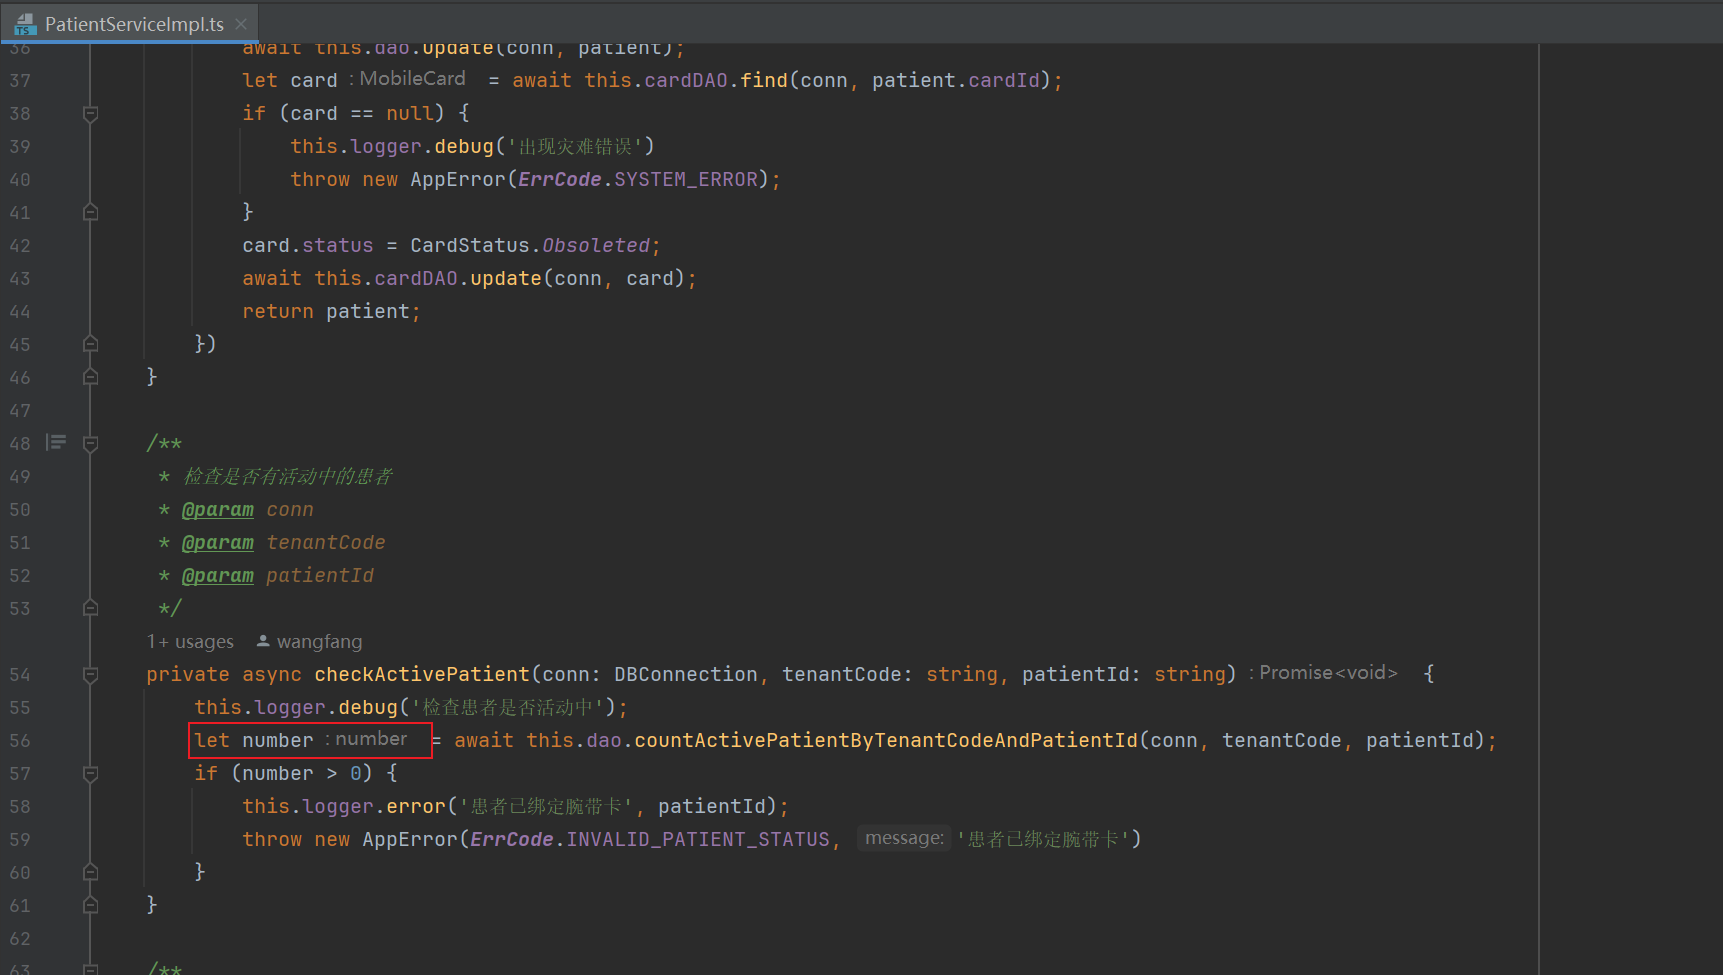 PatientServiceImpl.ts
36 await this.dao.update(conn, patient);
37 let card : MobileCard = await this.cardDAO.find(conn, patient.cardId);
38 if (card == null) {
39 this.logger.debug('出现灾难错误')
40 throw new AppError(ErrCode.SYSTEM_ERROR);
41 }
42 card.status = CardStatus.Obsoleted;
43 await this.cardDAO.update(conn, card);
44 return patient;
45 })
46 }
47
48 /**
49 * 检查是否有活动中的患者
50 * @param conn
51 * @param tenantCode
52 * @param patientId
53 */
1+ usages wangfang
54 private async checkActivePatient(conn: DBConnection, tenantCode: string, patientId: string) : Promise<void> {
55 this.logger.debug('检查患者是否活动中');
56 let number : number = await this.dao.countActivePatientByTenantCodeAndPatientId(conn, tenantCode, patientId);
57 if (number > 0) {
58 this.logger.error('患者已绑定腕带卡', patientId);
59 throw new AppError(ErrCode.INVALID_PATIENT_STATUS, message: '患者已绑定腕带卡')
60 }
61 }
62
63 /**